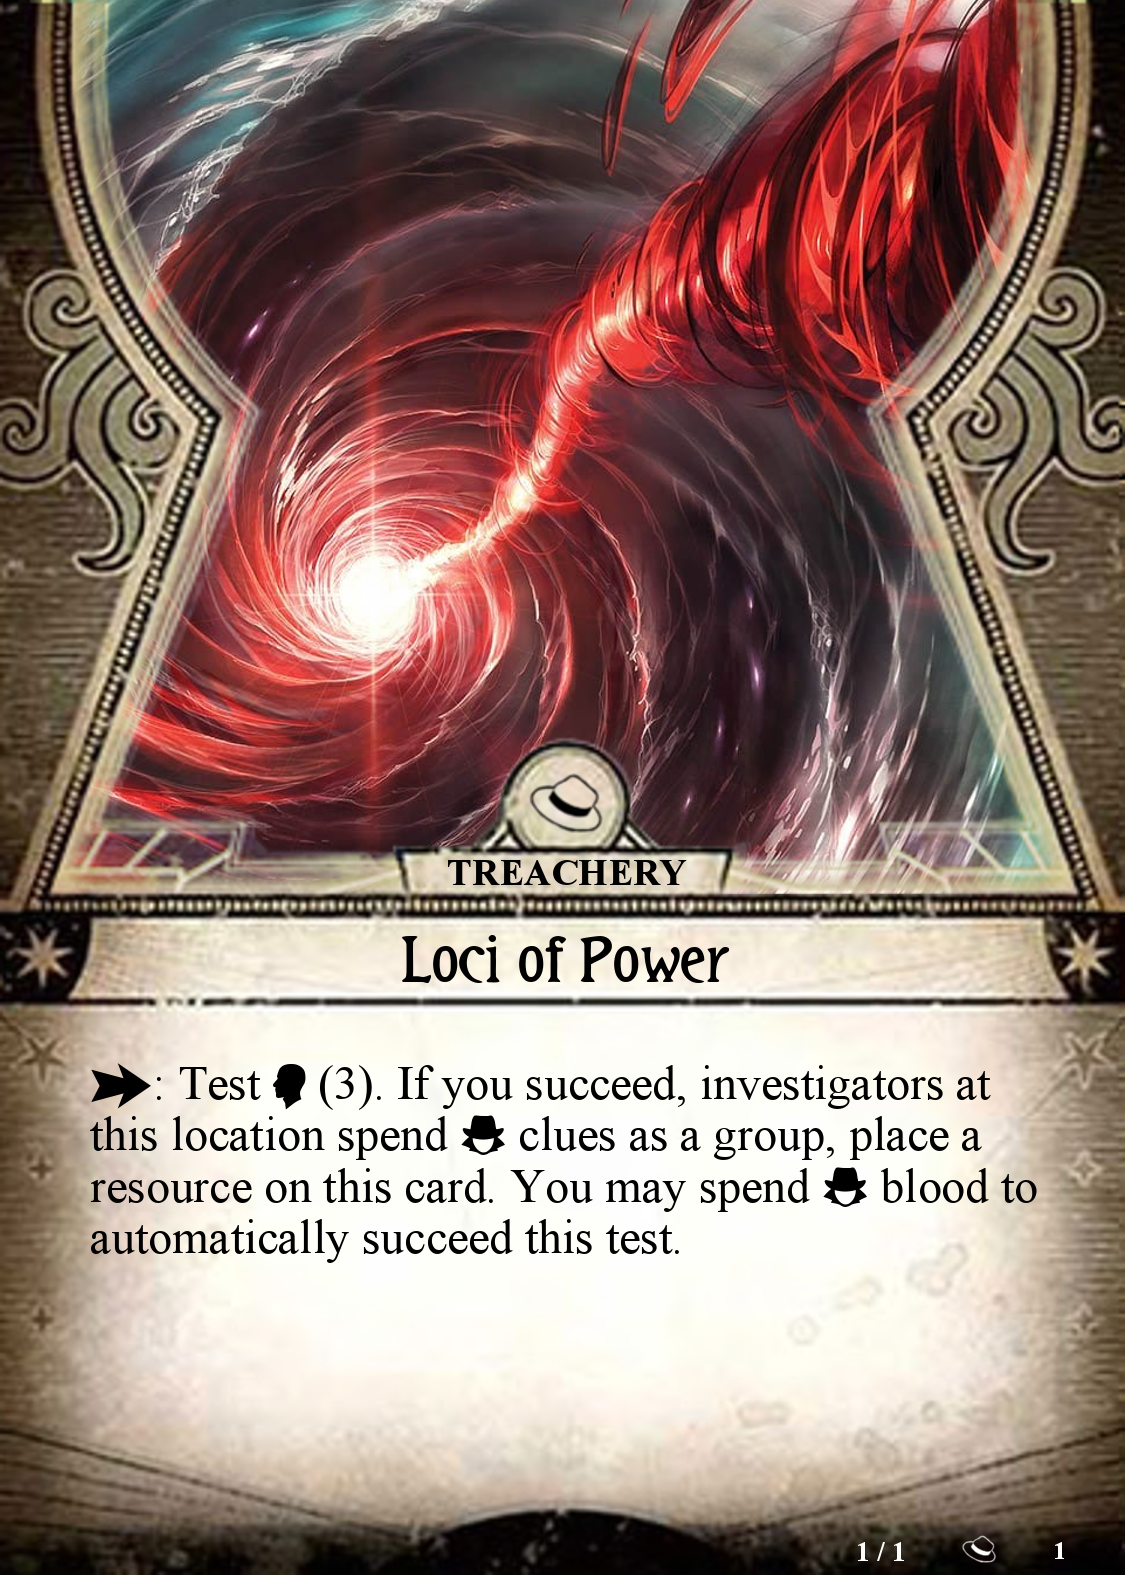 TREACHERY
Loci of Power
: Test (3). If you succeed, investigators at
this location spend clues as a group, place a
resource on this card. You may spend blood to
automatically succeed this test.
1 / 1 1